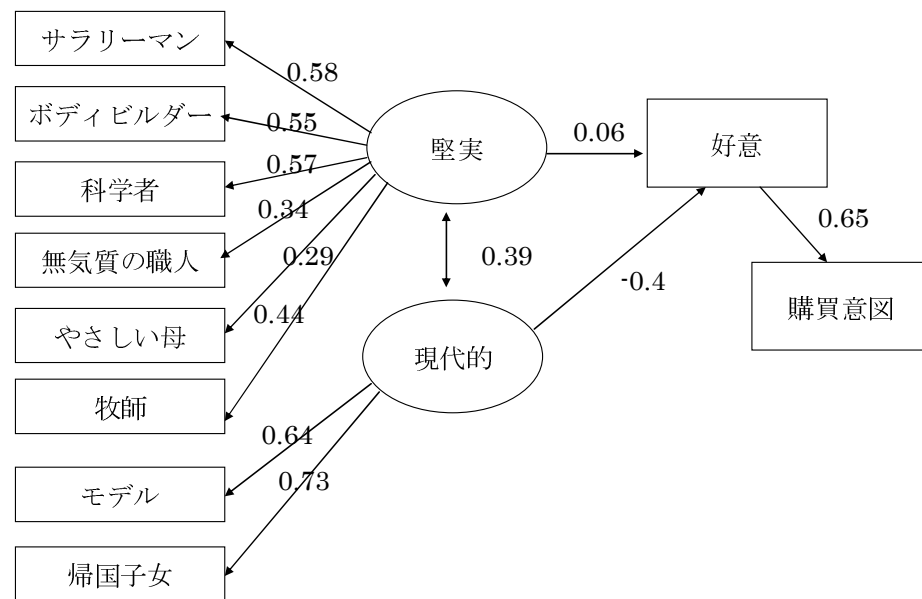 サラリーマン
ボディビルダー
科学者
無気質の職人
やさしい母
牧師
モデル
帰国子女
0.58
0.55
0.57
0.34
0.29
0.44
0.64
0.73
堅実
0.39
現代的
0.06
-0.4
好意
0.65
購買意図